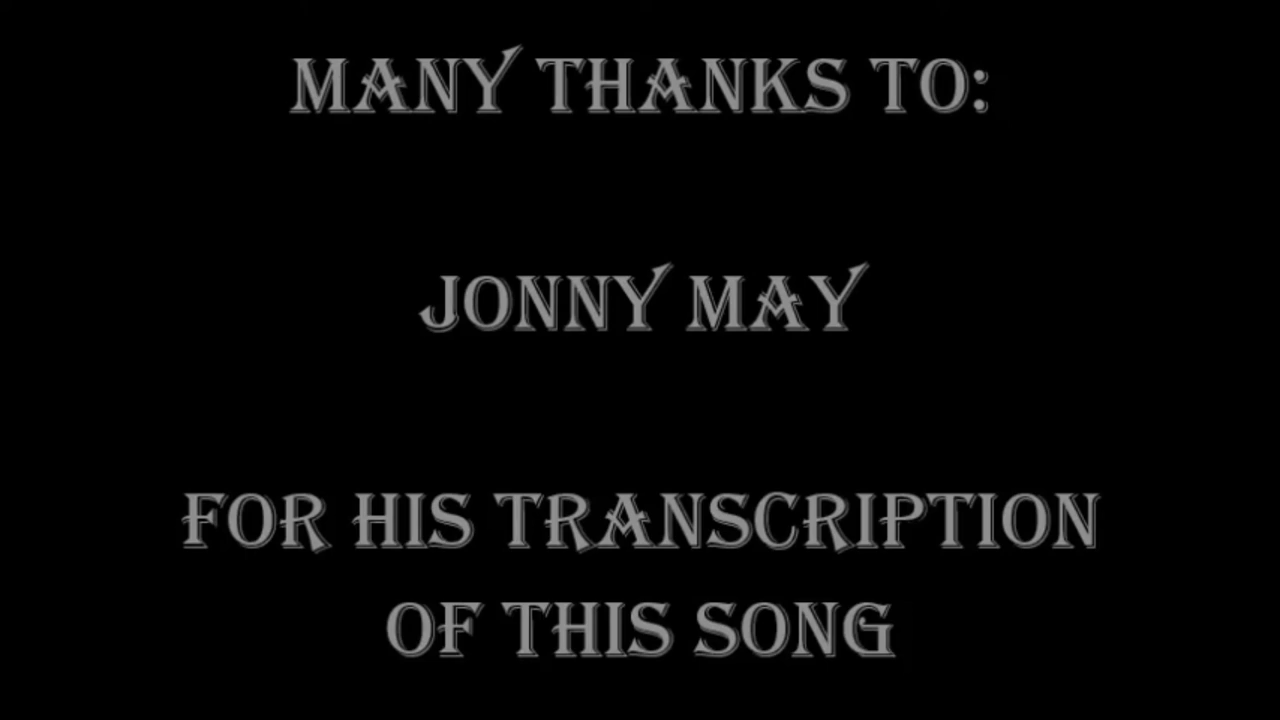 MANY THANKS TO:
JONNY MAY
FOR HIS TRANSCRIPTION
OF THIS SONG